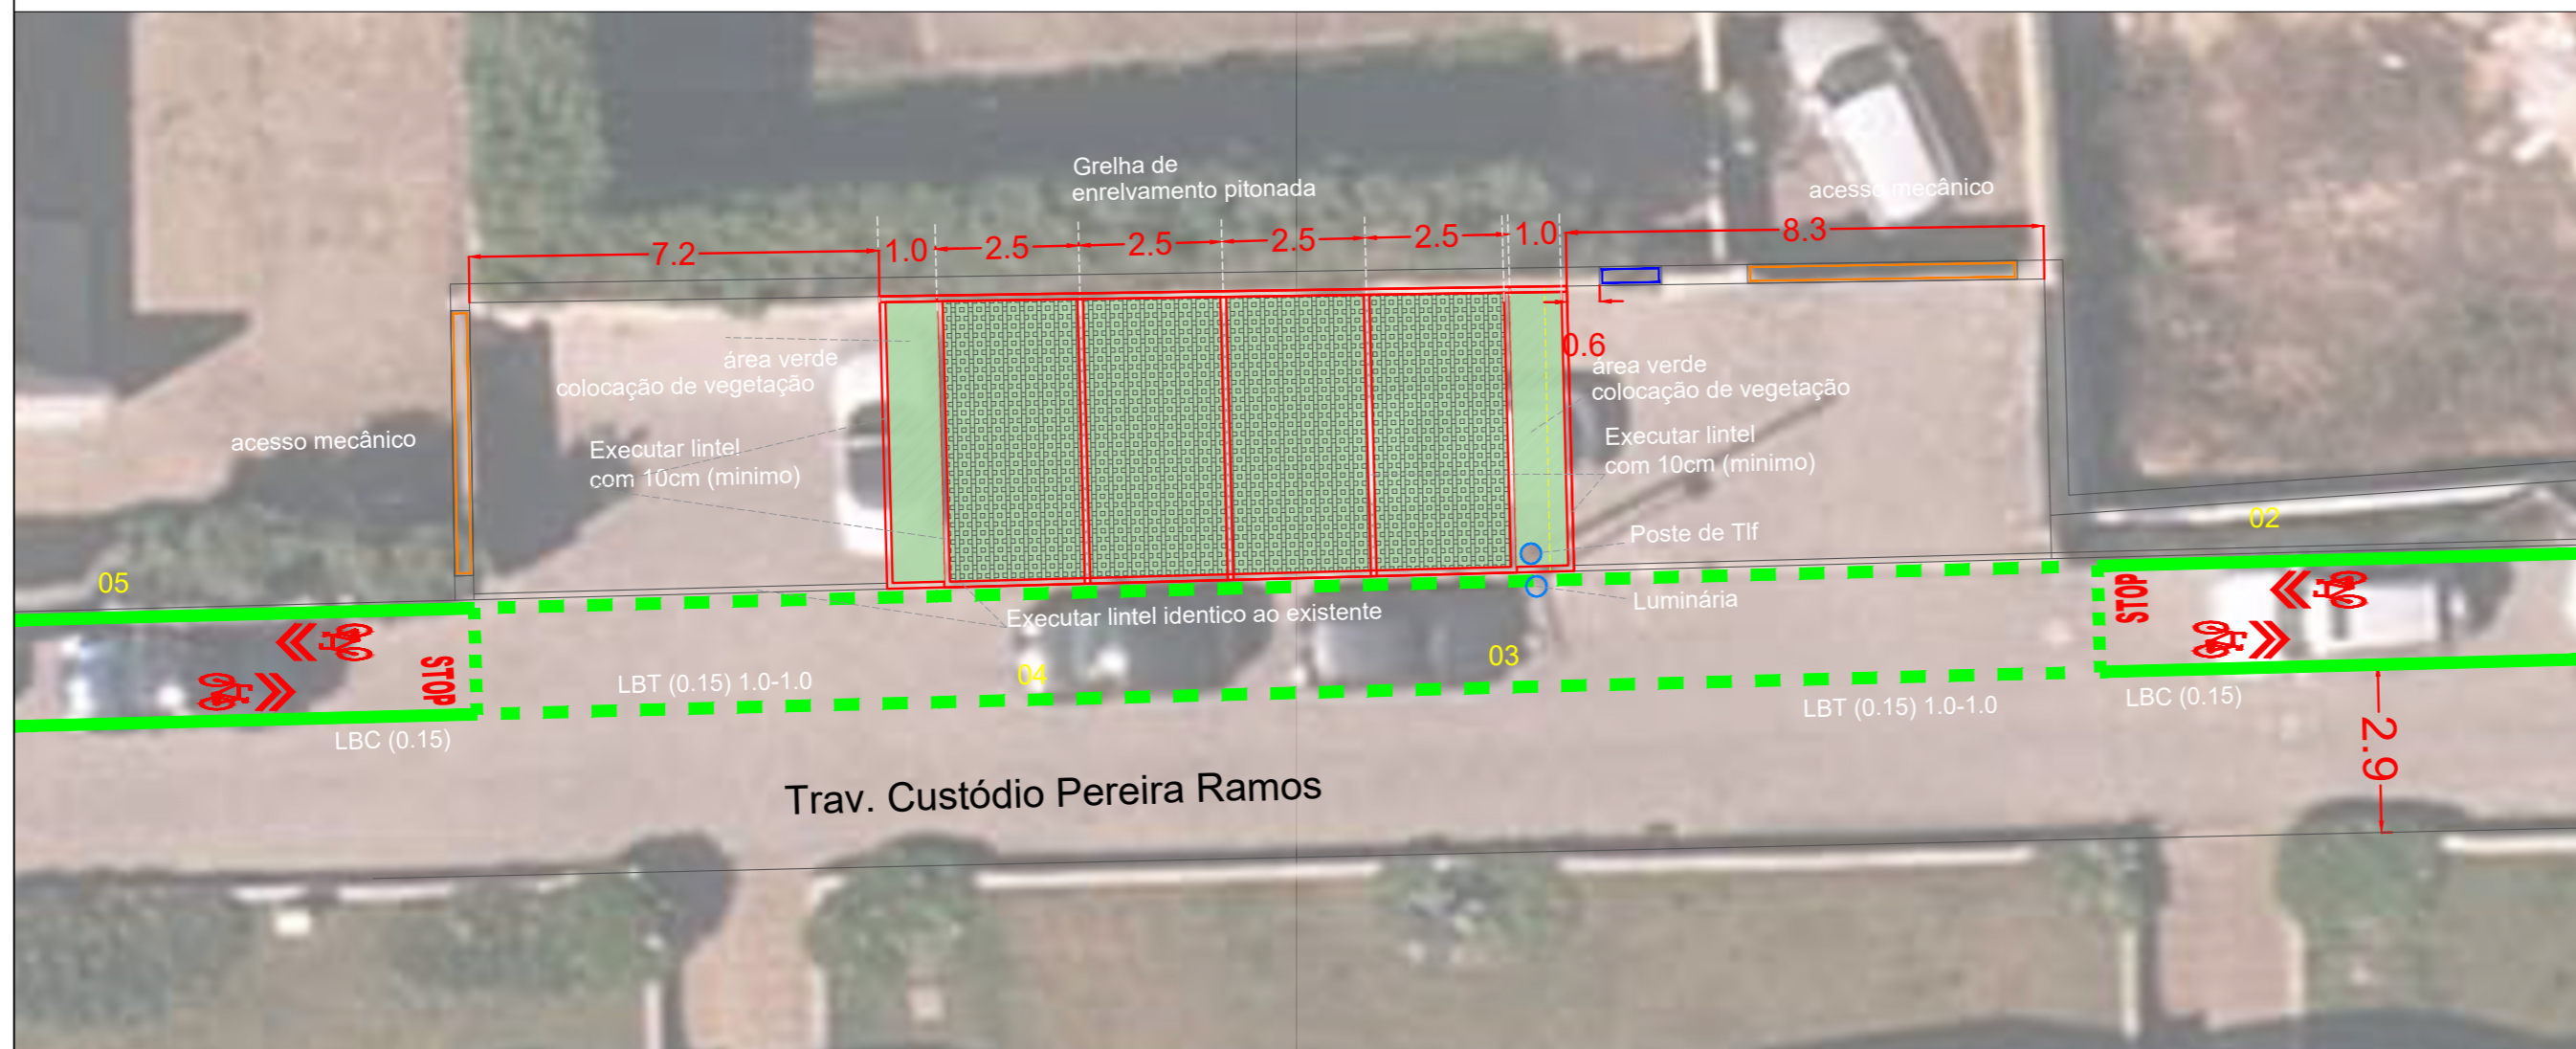 Grelha de
enrelvamento pitonada
acesso mecânico
7.2
1.0
2.5
2.5
2.5
2.5
1.0
8.3
0.6
área verde
colocação de vegetação
área verde
colocação de vegetação
acesso mecânico
Executar lintel
com 10cm (minimo)
Executar lintel
com 10cm (minimo)
Poste de Tlf
Luminária
02
05
Executar lintel identico ao existente
STOP
STOP
04
03
LBT (0.15) 1.0-1.0
LBC (0.15)
LBT (0.15) 1.0-1.0
LBC (0.15)
2.9
Trav. Custódio Pereira Ramos